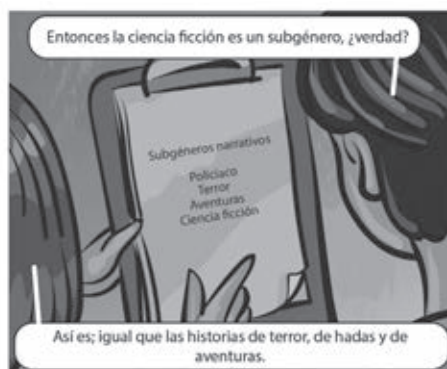 Entonces la ciencia ficción es un subgénero, ¿verdad?
Subgéneros narrativos
Policiaco
Terror
Aventuras
Ciencia ficción
Así es; igual que las historias de terror, de hadas y de
aventuras.